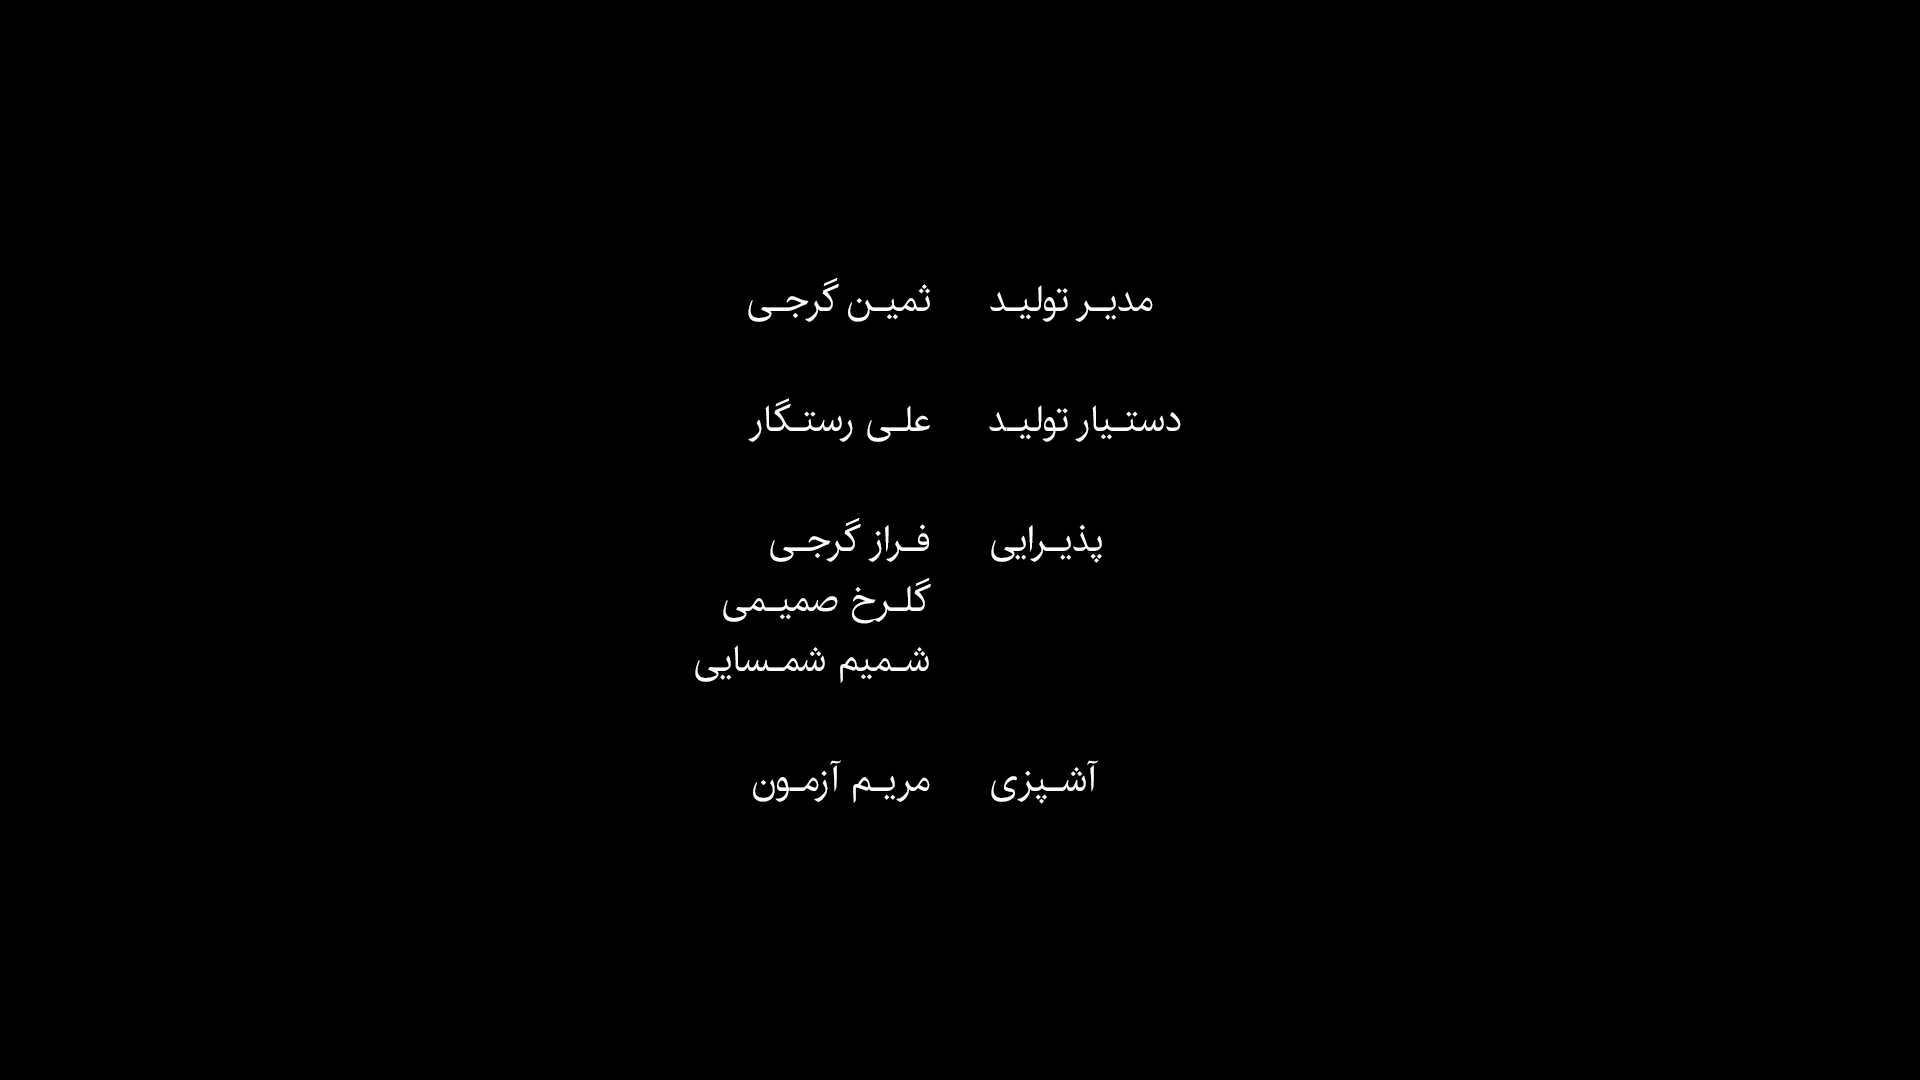 مدیر تولید ثمین گرجی
دستیار تولید علی رستگار
پذیرایی فراز گرجی
گلرخ صمیمی
شمیم شمسایی
آشپزی مریم آزمون